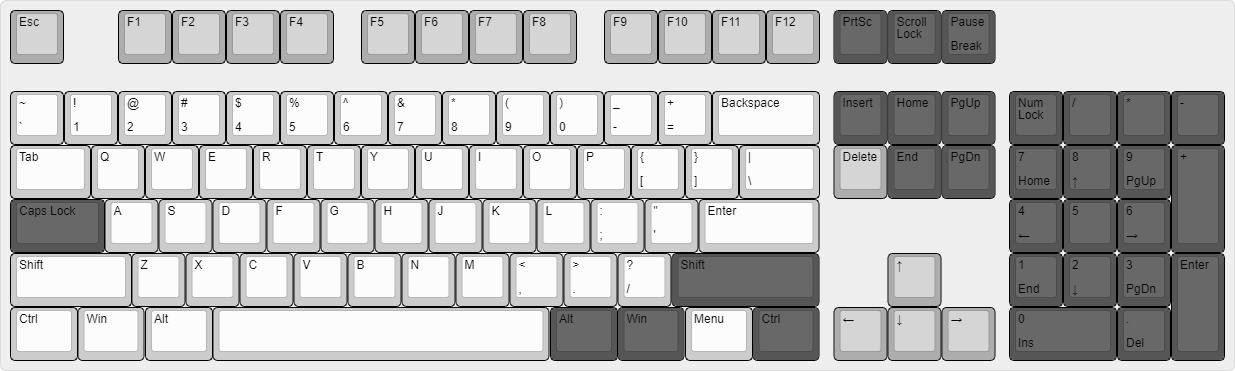 Esc F1 F2 F3 F4 F5 F6 F7 F8 F9 F10 F11 F12 PrtSc Scroll Lock Pause Break
~ ` ! 1 @ 2 # 3 $ 4 % 5 ^ 6 & 7 * 8 ( 9 ) 0 _ - + = Backspace Insert Home PgUp Num Lock / * -
Tab Q W E R T Y U I O P { [ } ] | \ Delete End PgDn 7 Home 8 ↑ 9 PgUp +
Caps Lock A S D F G H J K L : ; " ' Enter 4 ← 5 6 →
Shift Z X C V B N M < , > . ? / Shift ↑ 1 End 2 ↓ 3 PgDn Enter
Ctrl Win Alt Alt Win Menu Ctrl ← ↓ → 0 Ins . Del